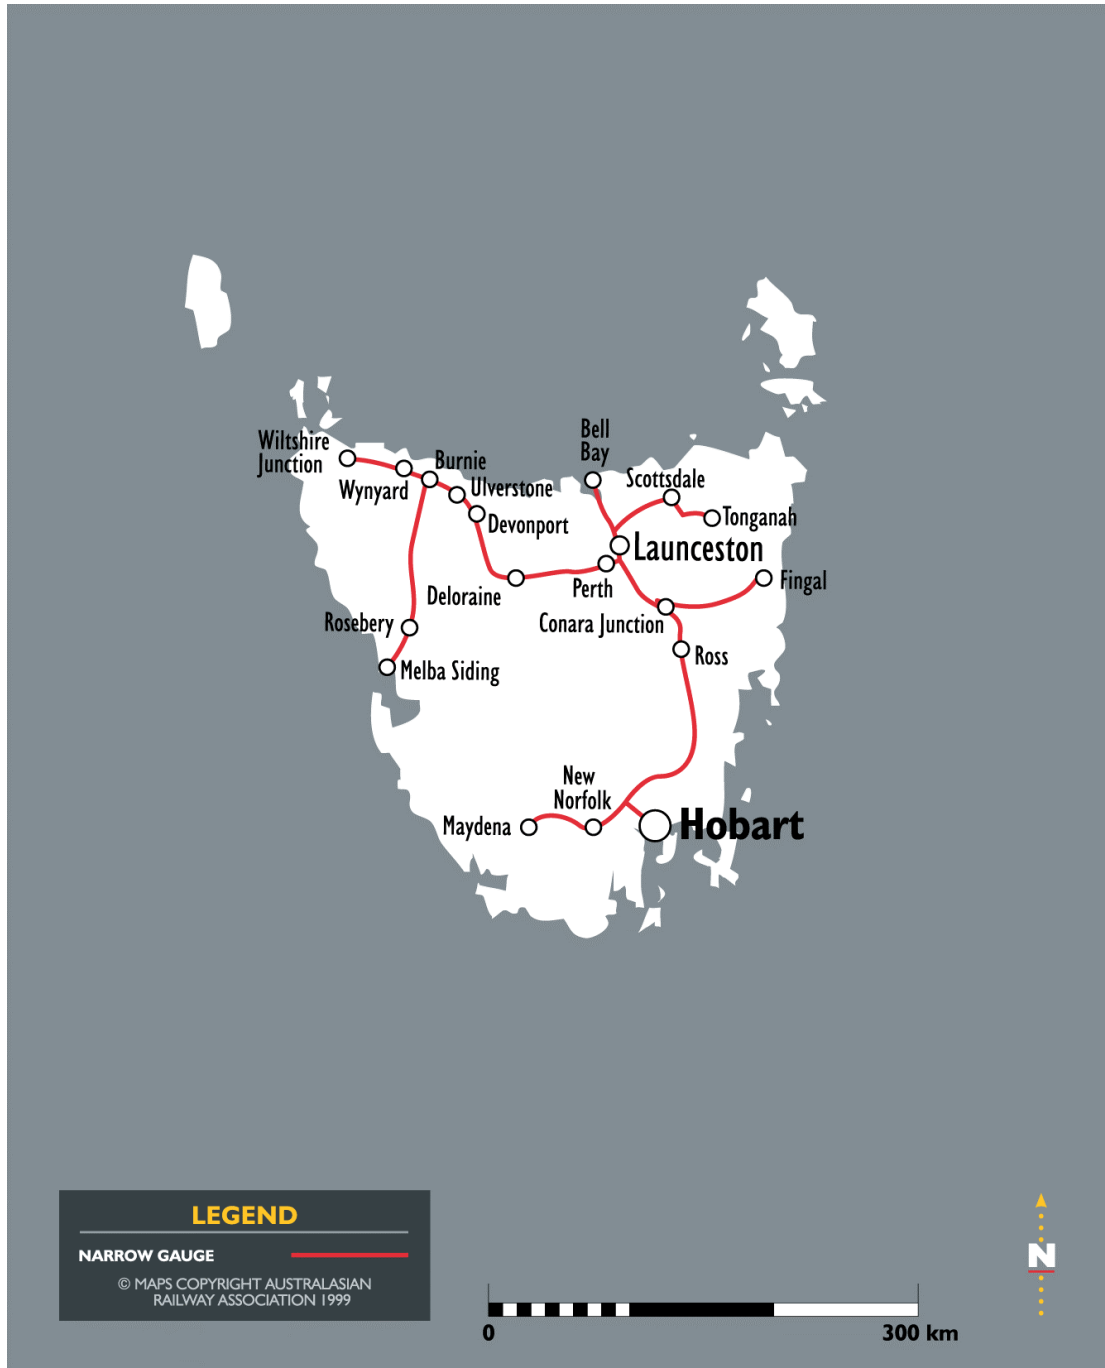 Bell
Bay
Wiltshire
Junction
Burnie
Wynyard
Ulverstone
Scottsdale
Devonport
Tonganah
Launceston
Perth
Fingal
Deloraine
Rosebery
Conara Junction
Ross
Melba Siding
New
Norfolk
Maydena
Hobart
LEGEND
NARROW GAUGE
© MAPS COPYRIGHT AUSTRALASIAN
RAILWAY ASSOCIATION 1999
N
0
300 km